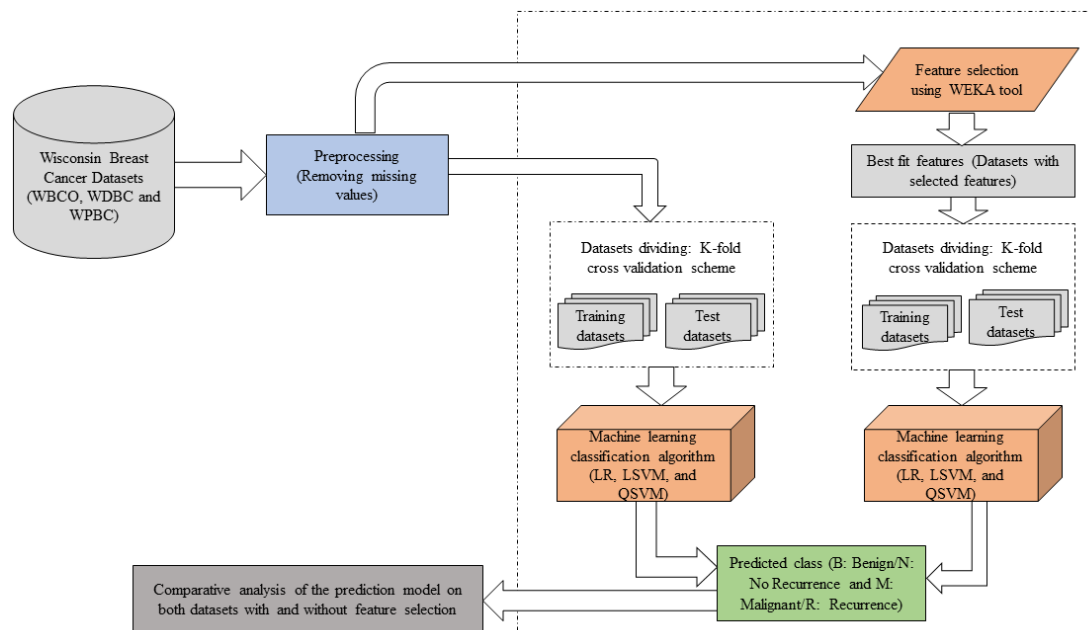 Wisconsin Breast
Cancer Datasets
(WBCO, WDBC and
WPBC)
Preprocessing
(Removing missing
values)
Feature selection
using WEKA tool
Best fit features (Datasets with
selected features)
Datasets dividing: K-fold
cross validation scheme
Training
datasets
Test
datasets
Datasets dividing: K-fold
cross validation scheme
Training
datasets
Test
datasets
Machine learning
classification algorithm
(LR, LSVM, and
QSVM)
Machine learning
classification algorithm
(LR, LSVM, and
QSVM)
Predicted class (B: Benign/N:
No Recurrence and M:
Malignant/R: Recurrence)
Comparative analysis of the prediction model on
both datasets with and without feature selection